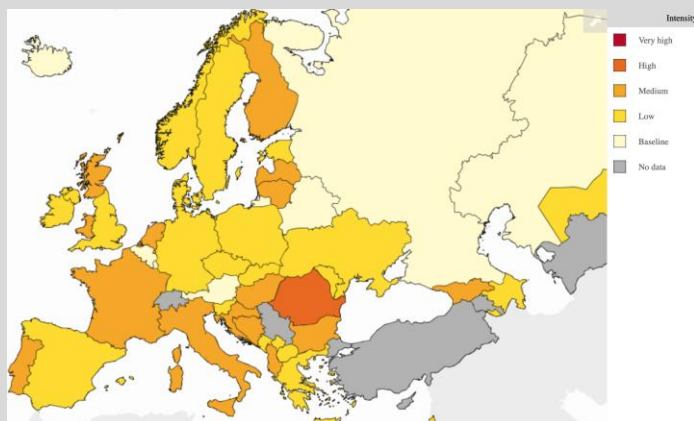 Intensity
Very high
High
Medium
Low
Baseline
No data